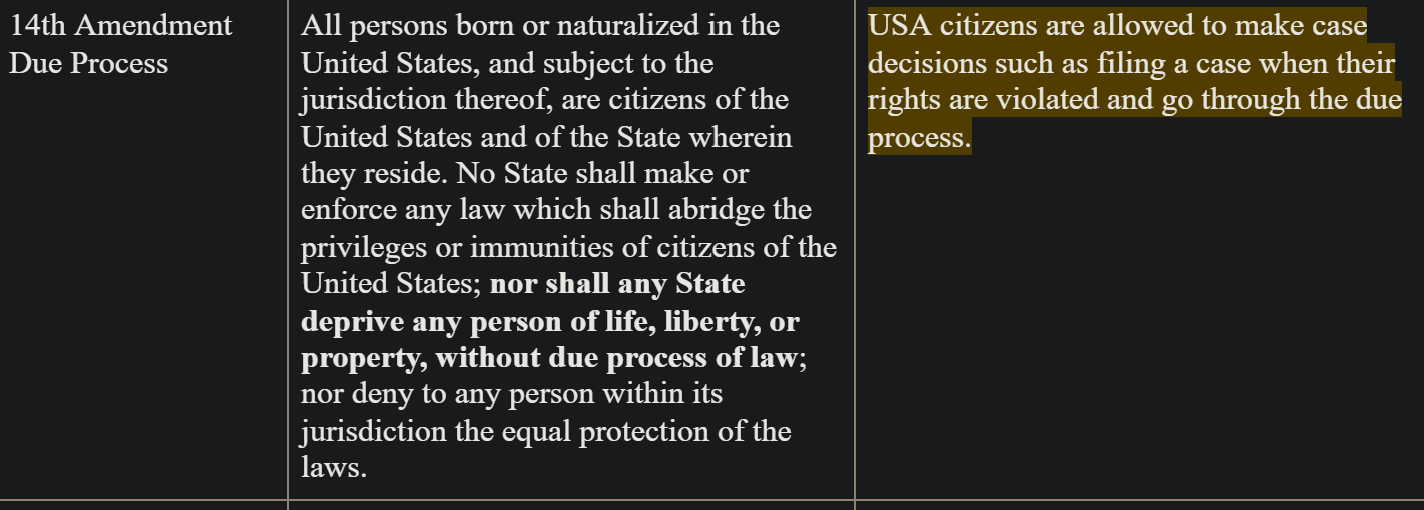 14th Amendment
Due Process
All persons born or naturalized in the
United States, and subject to the
jurisdiction thereof, are citizens of the
United States and of the State wherein
they reside. No State shall make or
enforce any law which shall abridge the
privileges or immunities of citizens of the
United States; nor shall any State
deprive any person of life, liberty, or
property, without due process of law;
nor deny to any person within its
jurisdiction the equal protection of the
laws.
USA citizens are allowed to make case
decisions such as filing a case when their
rights are violated and go through the due
process.